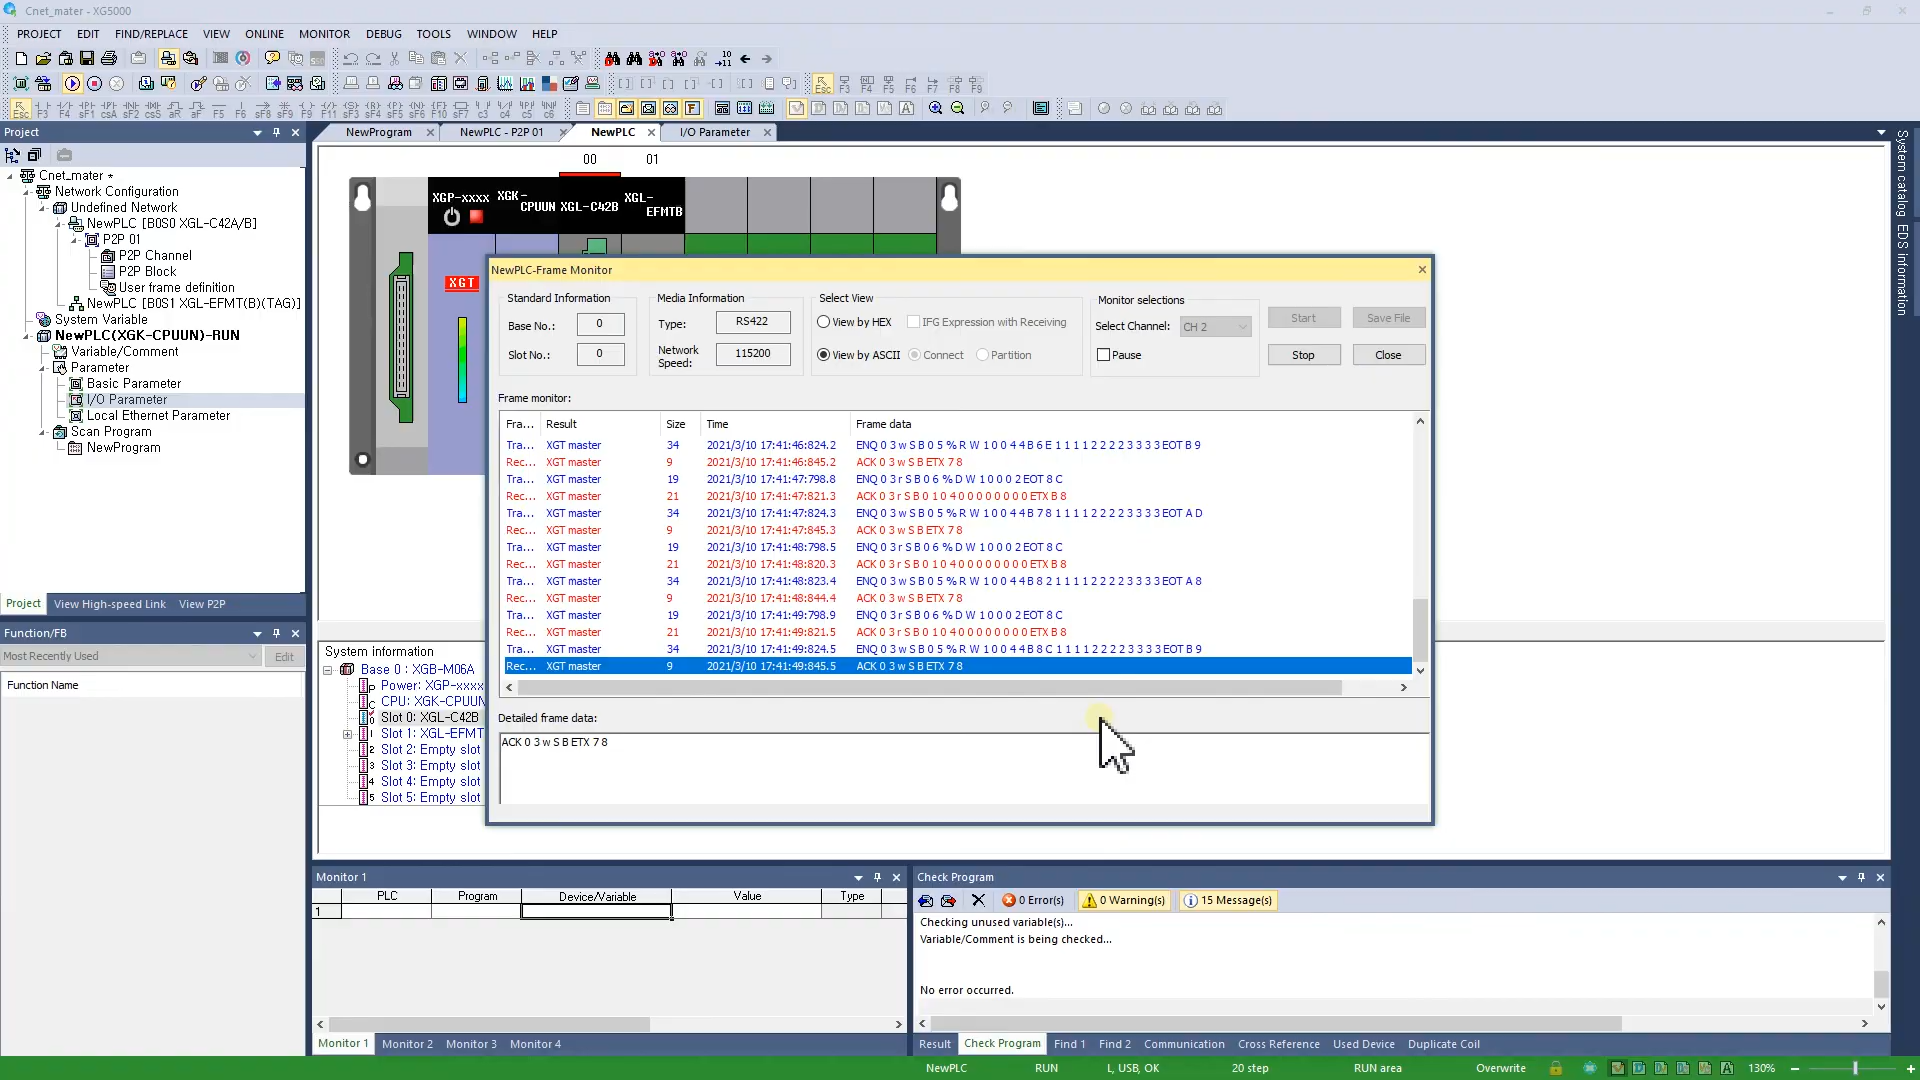 Cnet_mater - XG5000
PROJECT EDIT FIND/REPLACE VIEW ONLINE MONITOR DEBUG TOOLS WINDOW HELP
Project
NewProgram
NewPLC - P2P 01
NewPLC
I/O Parameter
Cnet_mater *
Network Configuration
Undefined Network
NewPLC [B0S0 XGL-C42A/B]
P2P 01
P2P Channel
P2P Block
User frame definition
NewPLC [B0S1 XGL-EFMT(B)(TAG)]
System Variable
NewPLC(XGK-CPUUN)-RUN
Variable/Comment
Parameter
Basic Parameter
I/O Parameter
Local Ethernet Parameter
Scan Program
NewProgram
Project View High-speed Link View P2P
Function/FB
Most Recently Used
Edit
Function Name
00 01
XGP-xxxx
XGK-CPUUN
XGL-C42B
XGL-EFMTB
XGT
System information
Base 0 : XGB-M06A
Power: XGP-xxxx
CPU: XGK-CPUUN
Slot 0: XGL-C42B
Slot 1: XGL-EFMT
Slot 2: Empty slot
Slot 3: Empty slot
Slot 4: Empty slot
Slot 5: Empty slot
NewPLC-Frame Monitor
Standard Information
Base No.: 0
Slot No.: 0
Media Information
Type: RS422
Network Speed: 115200
Select View
View by HEX IFG Expression with Receiving
View by ASCII Connect Partition
Monitor selections
Select Channel: CH 2
Pause
Start Save File
Stop Close
Frame monitor:
Fra... Result Size Time Frame data
Tra... XGT master 34 2021/3/10 17:41:46:824.2 ENQ 0 3 w S B 0 5 % R W 1 0 0 4 4 B 6 E 1 1 1 1 2 2 2 2 3 3 3 3 EOT B 9
Rec... XGT master 9 2021/3/10 17:41:46:845.2 ACK 0 3 w S B ETX 7 8
Tra... XGT master 19 2021/3/10 17:41:47:798.8 ENQ 0 3 r S B 0 6 % D W 1 0 0 0 2 EOT 8 C
Rec... XGT master 21 2021/3/10 17:41:47:821.3 ACK 0 3 r S B 0 1 0 4 0 0 0 0 0 0 0 0 ETX B 8
Tra... XGT master 34 2021/3/10 17:41:47:824.3 ENQ 0 3 w S B 0 5 % R W 1 0 0 4 4 B 7 8 1 1 1 1 2 2 2 2 3 3 3 3 EOT A D
Rec... XGT master 9 2021/3/10 17:41:47:845.3 ACK 0 3 w S B ETX 7 8
Tra... XGT master 19 2021/3/10 17:41:48:798.5 ENQ 0 3 r S B 0 6 % D W 1 0 0 0 2 EOT 8 C
Rec... XGT master 21 2021/3/10 17:41:48:820.3 ACK 0 3 r S B 0 1 0 4 0 0 0 0 0 0 0 0 ETX B 8
Tra... XGT master 34 2021/3/10 17:41:48:823.4 ENQ 0 3 w S B 0 5 % R W 1 0 0 4 4 B 8 2 1 1 1 1 2 2 2 2 3 3 3 3 EOT A 8
Rec... XGT master 9 2021/3/10 17:41:48:844.4 ACK 0 3 w S B ETX 7 8
Tra... XGT master 19 2021/3/10 17:41:49:798.9 ENQ 0 3 r S B 0 6 % D W 1 0 0 0 2 EOT 8 C
Rec... XGT master 21 2021/3/10 17:41:49:821.5 ACK 0 3 r S B 0 1 0 4 0 0 0 0 0 0 0 0 ETX B 8
Tra... XGT master 34 2021/3/10 17:41:49:824.5 ENQ 0 3 w S B 0 5 % R W 1 0 0 4 4 B 8 C 1 1 1 1 2 2 2 2 3 3 3 3 EOT B 9
Rec... XGT master 9 2021/3/10 17:41:49:845.5 ACK 0 3 w S B ETX 7 8
Detailed frame data:
ACK 0 3 w S B ETX 7 8
System catalog
EDS information
Monitor 1
PLC Program Device/Variable Value Type
1
Monitor 1 Monitor 2 Monitor 3 Monitor 4
Check Program
0 Error(s) 0 Warning(s) 15 Message(s)
Checking unused variable(s)...
Variable/Comment is being checked...
No error occurred.
Result Check Program Find 1 Find 2 Communication Cross Reference Used Device Duplicate Coil
NewPLC RUN L, USB, OK 20 step RUN area Overwrite 130%